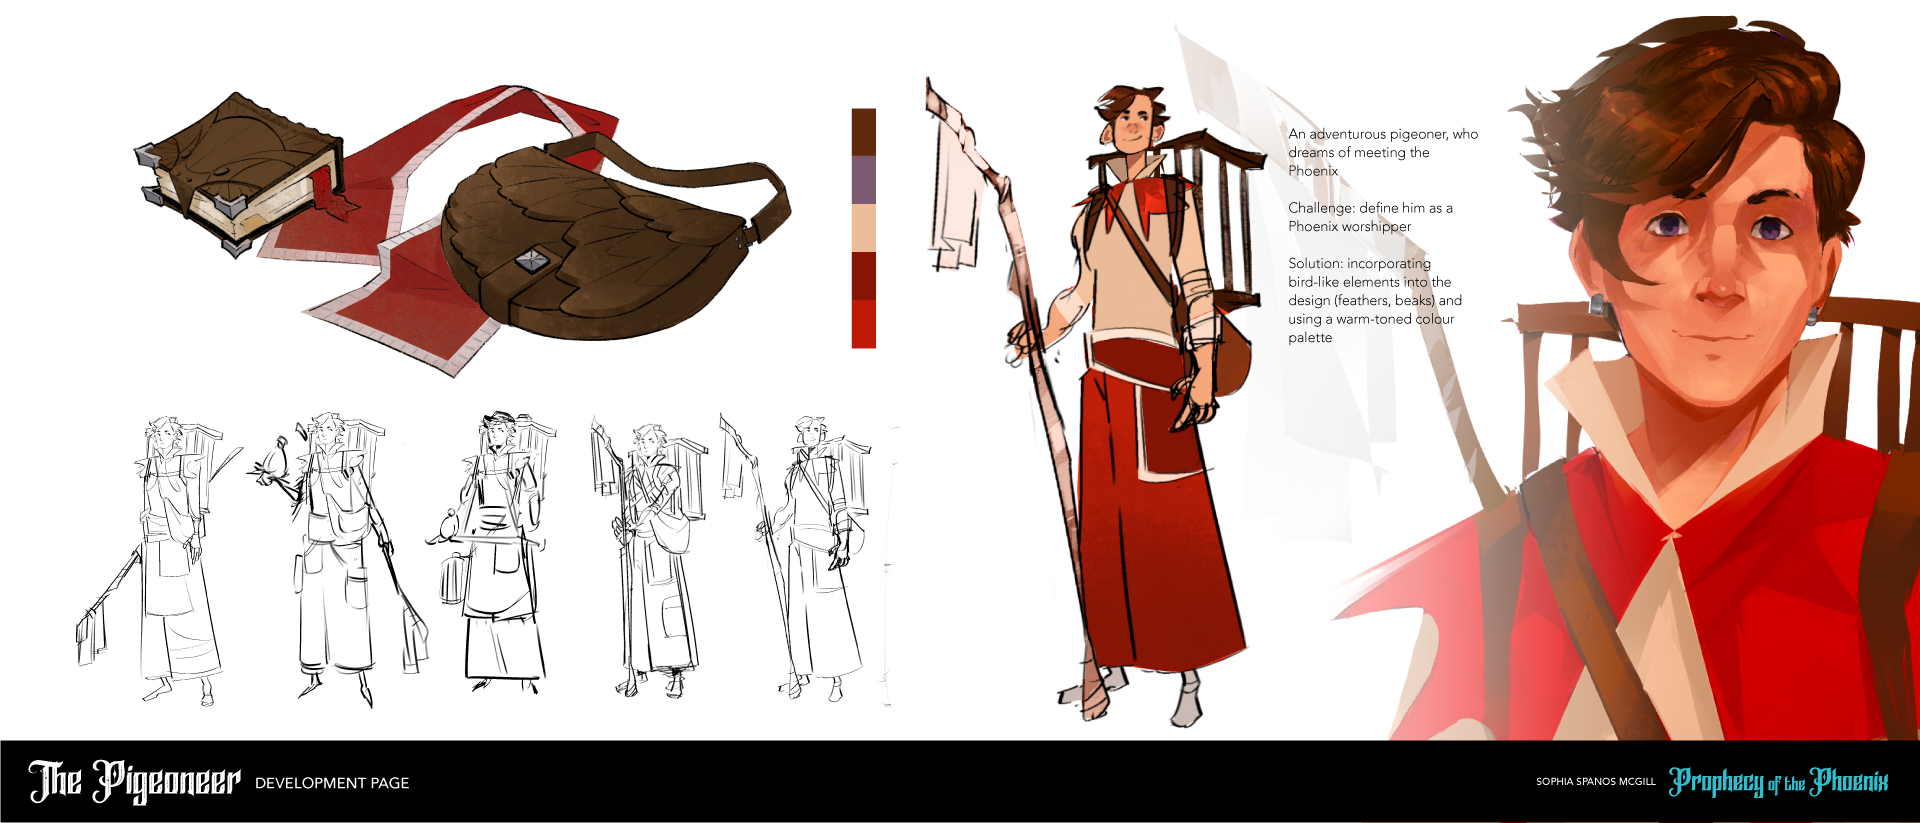 An adventurous pigeoner, who
dreams of meeting the
Phoenix
Challenge: define him as a
Phoenix worshipper
Solution: incorporating
bird-like elements into the
design (feathers, beaks) and
using a warm-toned colour
palette
The Pigeoneer DEVELOPMENT PAGE
SOPHIA SPANOS MCGILL Prophecy of the Phoenix